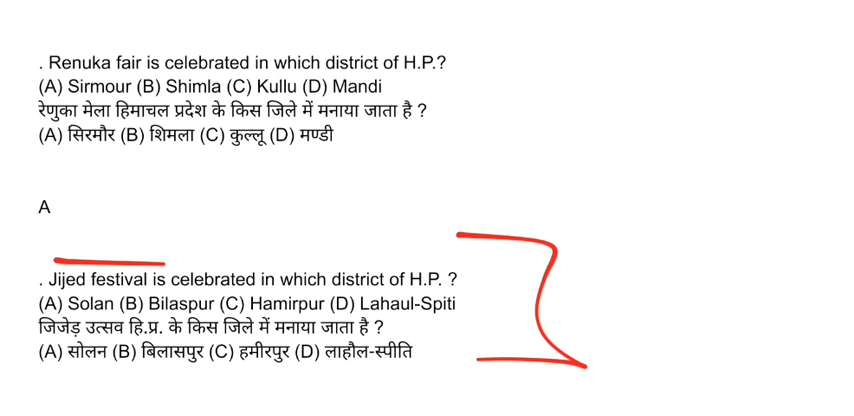 . Renuka fair is celebrated in which district of H.P.?
(A) Sirmour (B) Shimla (C) Kullu (D) Mandi
रेणुका मेला हिमाचल प्रदेश के किस जिले में मनाया जाता है ?
(A) सिरमौर (B) शिमला (C) कुल्लू (D) मण्डी
A
. Jijed festival is celebrated in which district of H.P. ?
(A) Solan (B) Bilaspur (C) Hamirpur (D) Lahaul-Spiti
जिजेड़ उत्सव हि.प्र. के किस जिले में मनाया जाता है ?
(A) सोलन (B) बिलासपुर (C) हमीरपुर (D) लाहौल-स्पीति